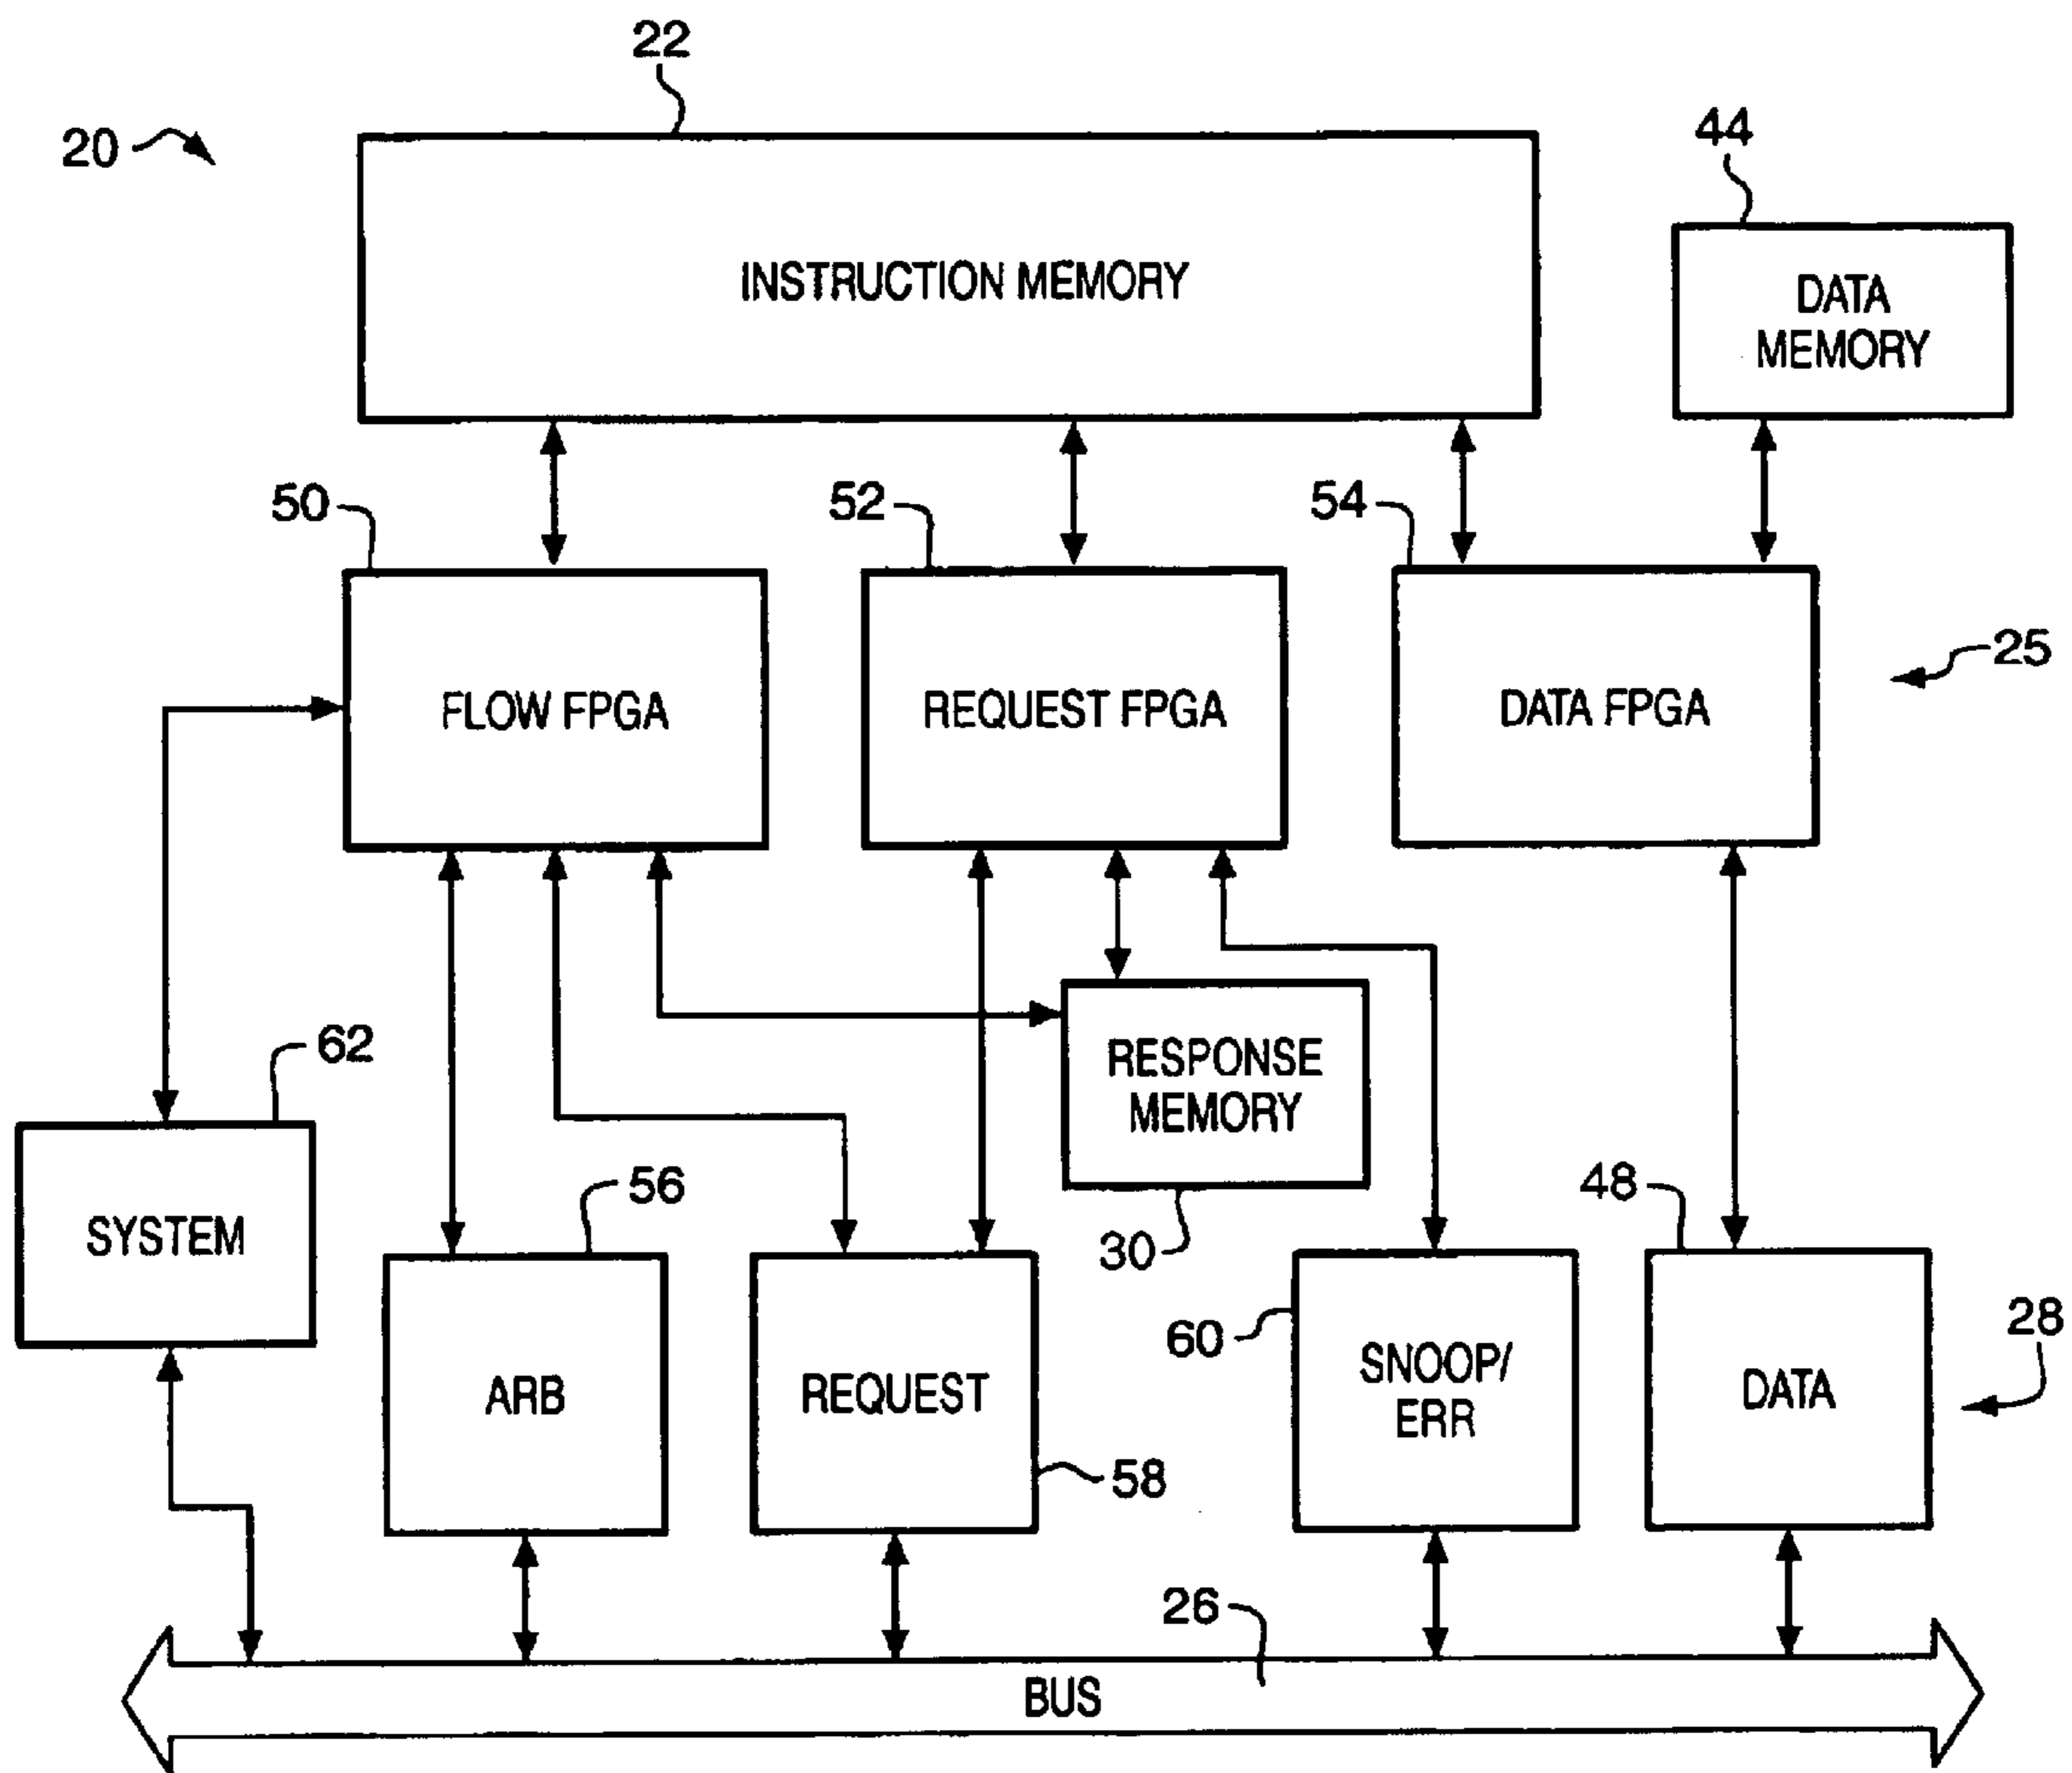 22
20
44
INSTRUCTION MEMORY
DATA
MEMORY
50
52
54
25
FLOW FPGA
REQUEST FPGA
DATA FPGA
62
RESPONSE
MEMORY
56
48
30
SYSTEM
60
28
ARB
REQUEST
SNOOP/
ERR
DATA
58
26
BUS